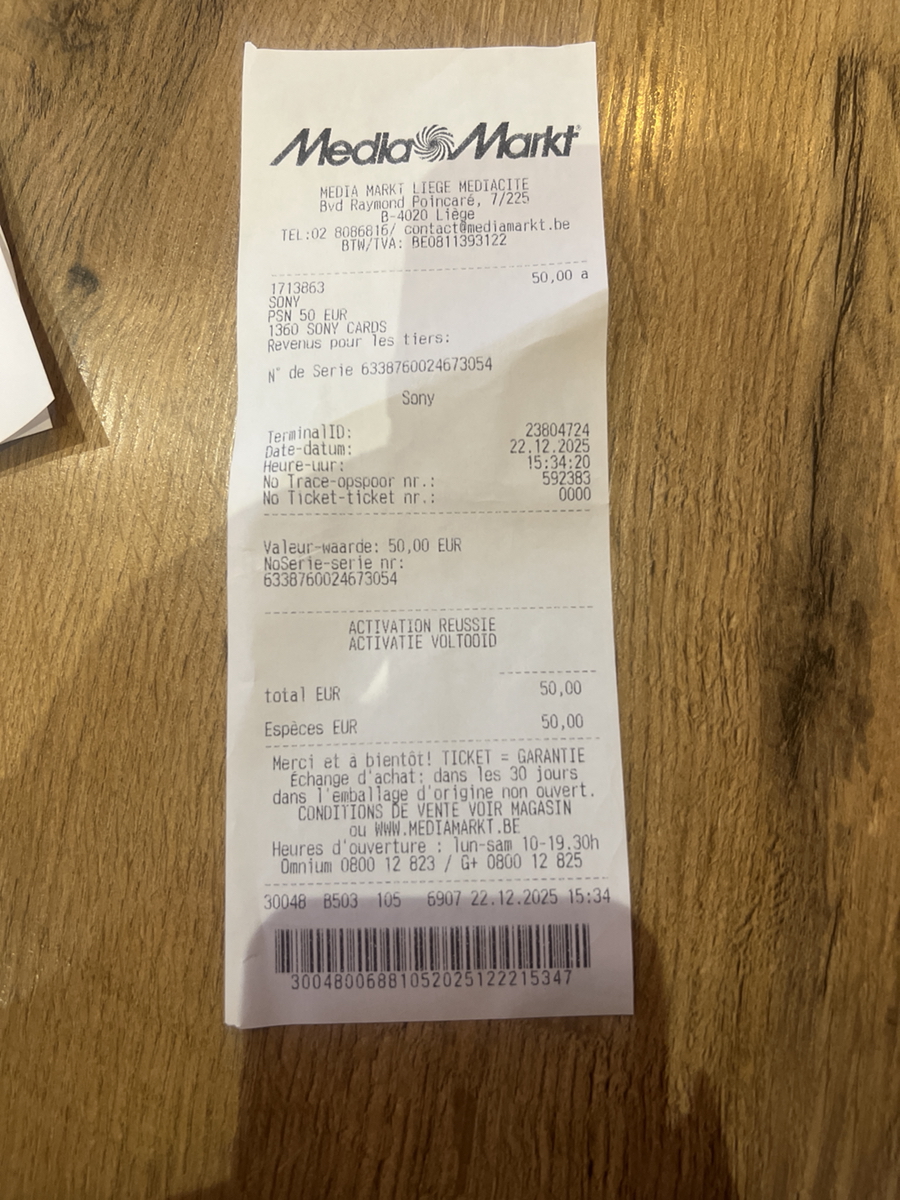 Media Markt
MEDIA MARKT LIEGE MEDIACITE
Bvd Raymond Poincaré, 7/225
B-4020 Liège
TEL:02 8086816/ contact@mediamarkt.be
BTW/TVA: BE0811393122
1713863 50,00 a
SONY
PSN 50 EUR
1360 SONY CARDS
Revenus pour les tiers:
N° de Serie 6338760024673054
Sony
TerminalID: 23804724
Date-datum: 22.12.2025
Heure-uur: 15:34:20
No Trace-opspoor nr.: 592383
No Ticket-ticket nr.: 0000
Valeur-waarde: 50,00 EUR
NoSerie-serie nr:
6338760024673054
ACTIVATION REUSSIE
ACTIVATIE VOLTOOID
total EUR 50,00
Espèces EUR 50,00
Merci et à bientôt! TICKET = GARANTIE
Échange d'achat: dans les 30 jours
dans l'emballage d'origine non ouvert.
CONDITIONS DE VENTE VOIR MAGASIN
ou WWW.MEDIAMARKT.BE
Heures d'ouverture : lun-sam 10-19.30h
Omnium 0800 12 823 / G+ 0800 12 825
30048 B503 105 6907 22.12.2025 15:34
3004800688105202512221534​7